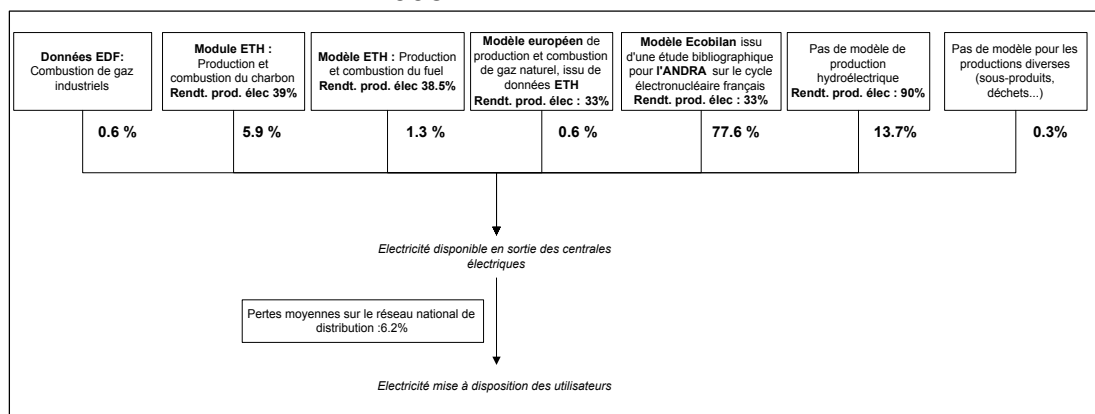 Données EDF:
Combustion de gaz
industriels
Module ETH :
Production et
combustion du charbon
Rendt. prod. élec 39%
Modèle ETH : Production
et combustion du fuel
Rendt. prod. élec 38.5%
Modèle européen de
production et combustion
de gaz naturel, issu de
données ETH
Rendt. prod. élec : 33%
Modèle Ecobilan issu
d'une étude bibliographique
pour l'ANDRA sur le cycle
électronucléaire français
Rendt. prod. élec : 33%
Pas de modèle de
production
hydroélectrique
Rendt. prod. élec : 90%
Pas de modèle pour les
productions diverses
(sous-produits,
déchets...)
0.6 %
5.9 %
1.3 %
0.6 %
77.6 %
13.7%
0.3%
Electricité disponible en sortie des centrales
électriques
Pertes moyennes sur le réseau national de
distribution :6.2%
Electricité mise à disposition des utilisateurs